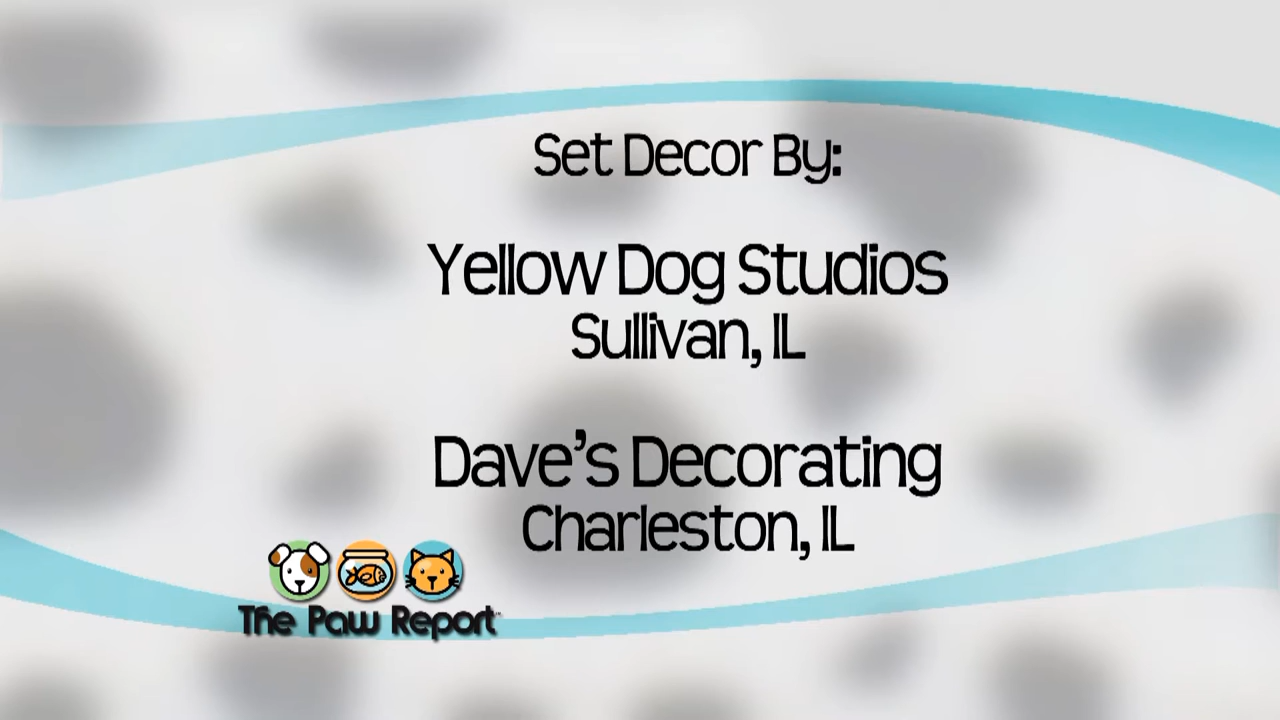 Set Decor By:
Yellow Dog Studios
Sullivan, IL
Dave's Decorating
Charleston, IL
The Paw Report